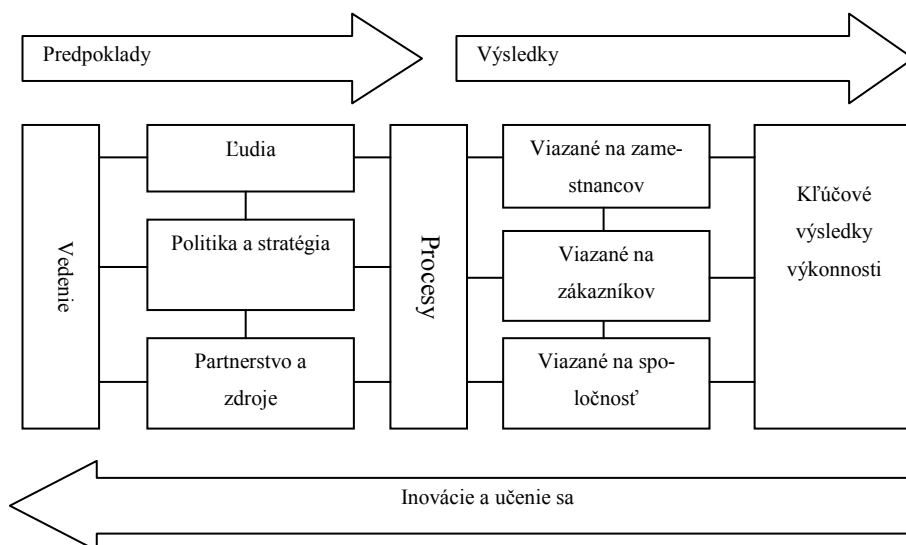 Predpoklady
Výsledky
Vedenie
Ľudia
Politika a stratégia
Partnerstvo a
zdroje
Procesy
Viazané na zame-
stnancov
Viazané na
zákazníkov
Viazané na spo-
ločnosť
Kľúčové
výsledky
výkonnosti
Inovácie a učenie sa